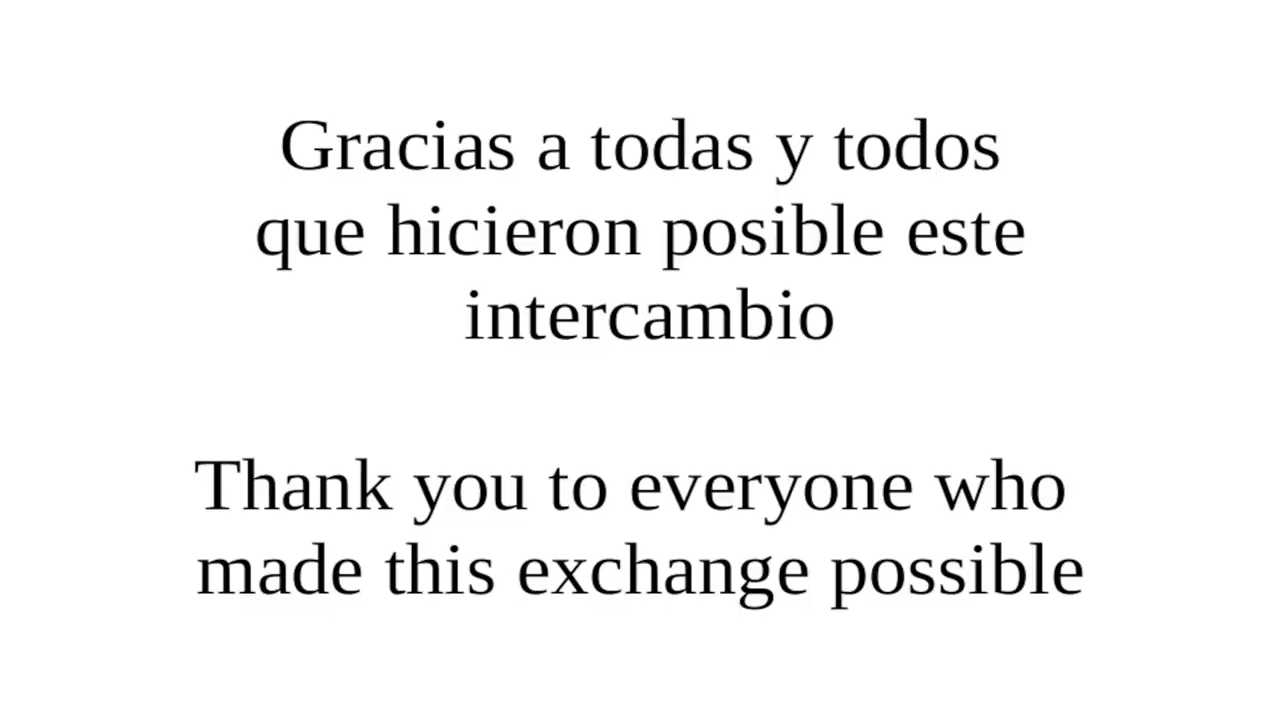 Gracias a todas y todos
que hicieron posible este
intercambio
Thank you to everyone who
made this exchange possible